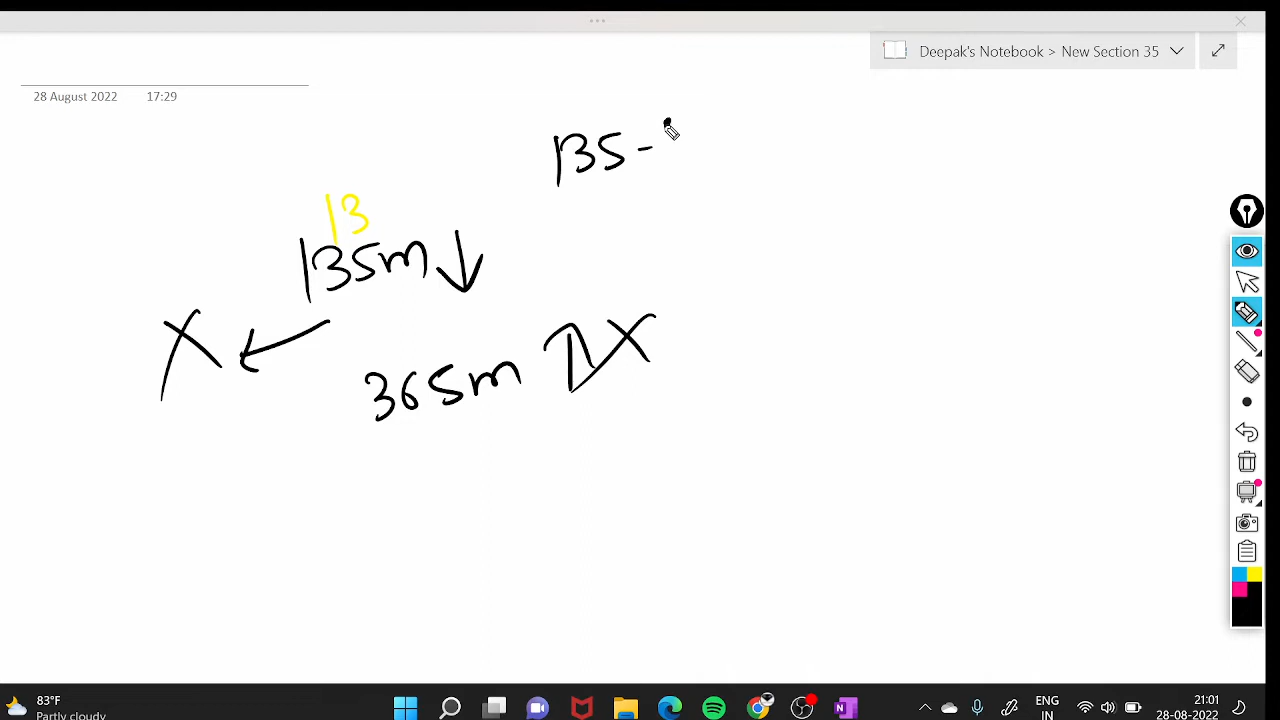 Deepak's Notebook > New Section 35
28 August 2022 17:29
135 -
13
135m
X
365m X
83°F
Partly cloudy
ENG
IN
21:01
28-08-2022